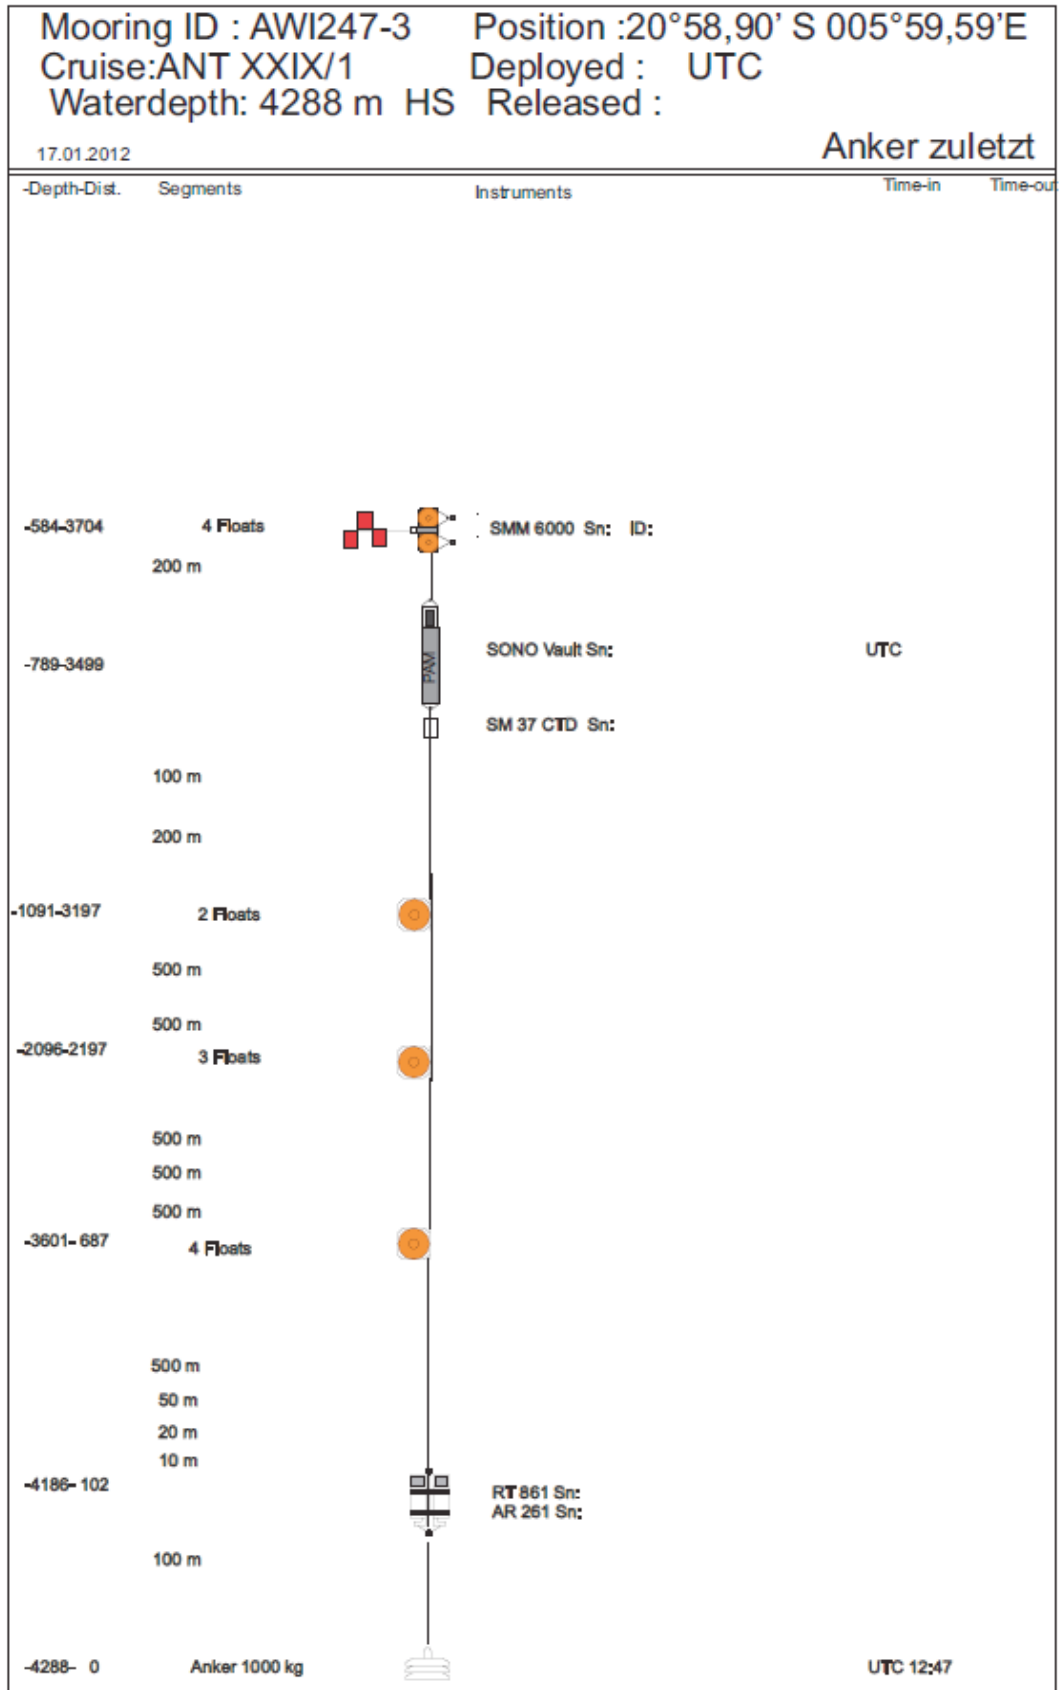 Mooring ID : AWI247-3 Position :20°58,90’ S 005°59,59’E
Cruise:ANT XXIX/1 Deployed : UTC
Waterdepth: 4288 m HS Released :
17.01.2012 Anker zuletzt
-Depth-Dist. Segments Instruments Time-in Time-out
-584-3704 4 Floats SMM 6000 Sn: ID:
200 m
-789-3499 PAM SONO Vault Sn: UTC
SM 37 CTD Sn:
100 m
200 m
-1091-3197 2 Floats
500 m
500 m
-2096-2197 3 Floats
500 m
500 m
500 m
-3601- 687 4 Floats
500 m
50 m
20 m
10 m
-4186- 102 RT 861 Sn:
AR 261 Sn:
100 m
-4288- 0 Anker 1000 kg UTC 12:47